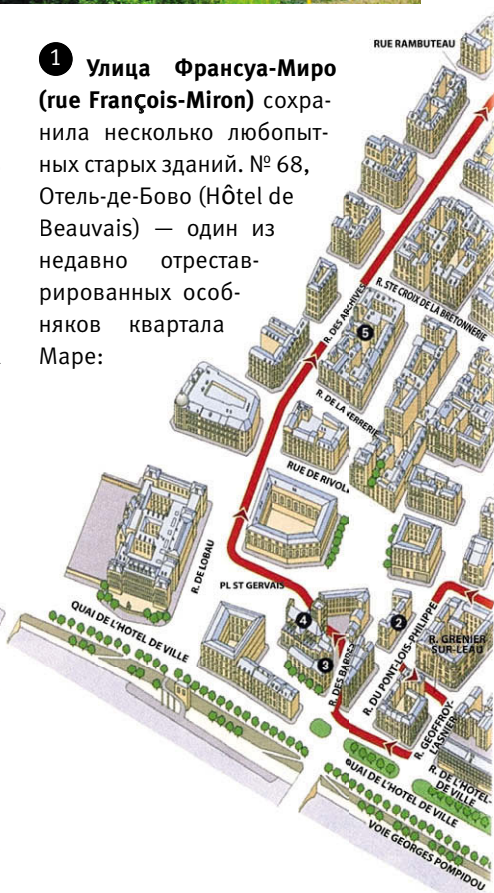 1 Улица Франсуа-Миро
(rue François-Miron) сохра-
нила несколько любопыт-
ных старых зданий. № 68,
Отель-де-Бово (Hôtel de
Beauvais) — один из
недавно отрестав-
рированных особ-
няков квартала
Маре:
RUE RAMBUTEAU
R. DES ARCHIVES
R. STE CROIX DE LA BRETONNERIE
5
R. DE LA VERRERIE
RUE DE RIVOLI
R. DE LOBAU
PL ST GERVAIS
QUAI DE L'HOTEL DE VILLE
4
2
3
R. DES BARRES
R. DU PONT-LOIS-PHILIPPE
R. GRENIER
SUR-LEAU
R. GEOFFROY-
L'ASNIER
R. DE L'HOTEL-
DE VILLE
QUAI DE L'HOTEL DE VILLE
VOIE GEORGES POMPIDOU